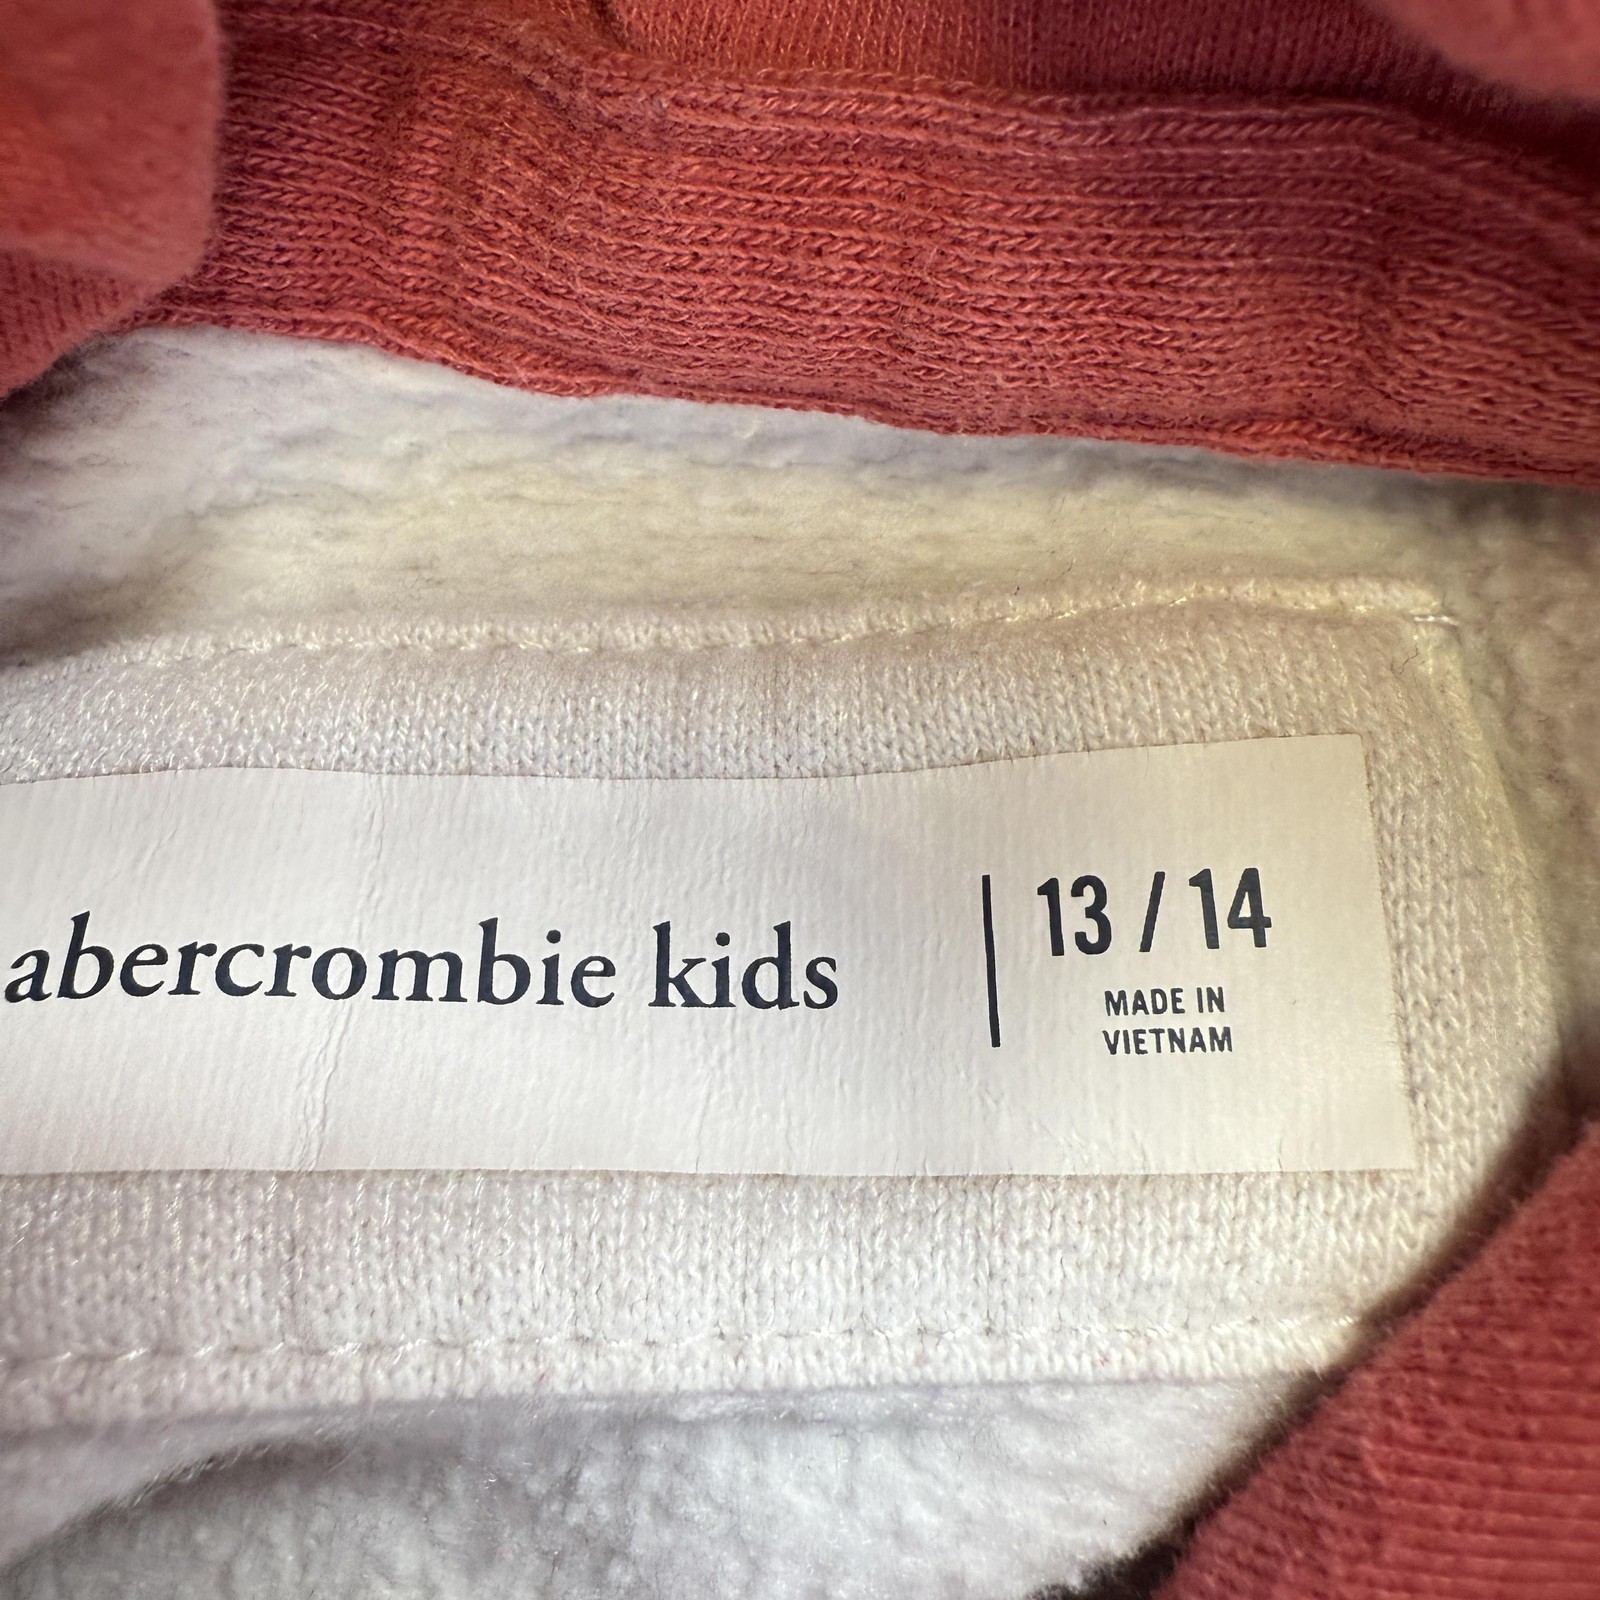 abercrombie kids
13 / 14
MADE IN
VIETNAM